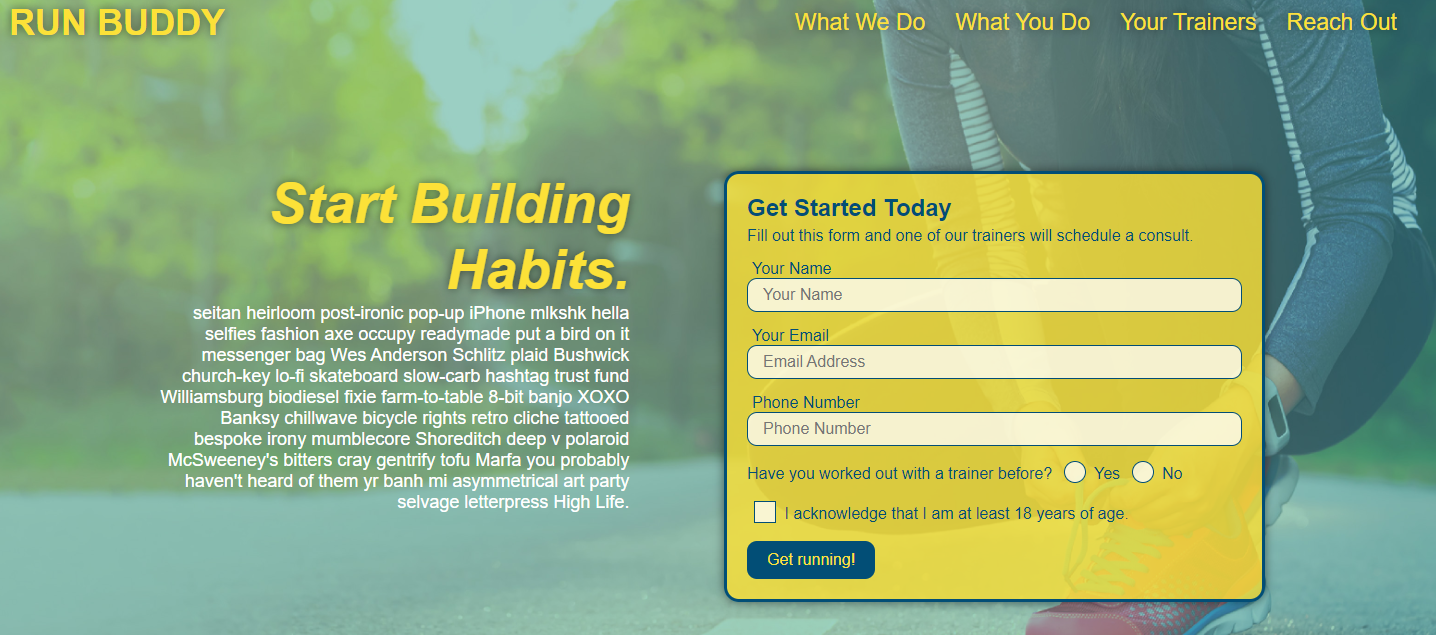 RUN BUDDY
What We Do What You Do Your Trainers Reach Out
Start Building
Habits.
seitan heirloom post-ironic pop-up iPhone mlkshk hella
selfies fashion axe occupy readymade put a bird on it
messenger bag Wes Anderson Schlitz plaid Bushwick
church-key lo-fi skateboard slow-carb hashtag trust fund
Williamsburg biodiesel fixie farm-to-table 8-bit banjo XOXO
Banksy chillwave bicycle rights retro cliche tattooed
bespoke irony mumblecore Shoreditch deep v polaroid
McSweeney's bitters cray gentrify tofu Marfa you probably
haven't heard of them yr banh mi asymmetrical art party
selvage letterpress High Life.
Get Started Today
Fill out this form and one of our trainers will schedule a consult.
Your Name
Your Name
Your Email
Email Address
Phone Number
Phone Number
Have you worked out with a trainer before? Yes No
I acknowledge that I am at least 18 years of age.
Get running!